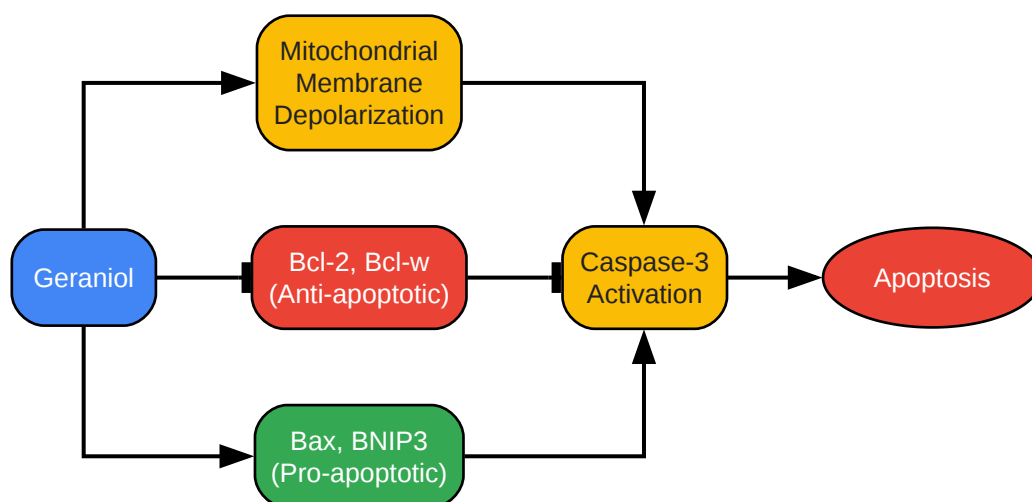 Mitochondrial
Membrane
Depolarization
Geraniol
Bcl-2, Bcl-w
(Anti-apoptotic)
Caspase-3
Activation
Apoptosis
Bax, BNIP3
(Pro-apoptotic)